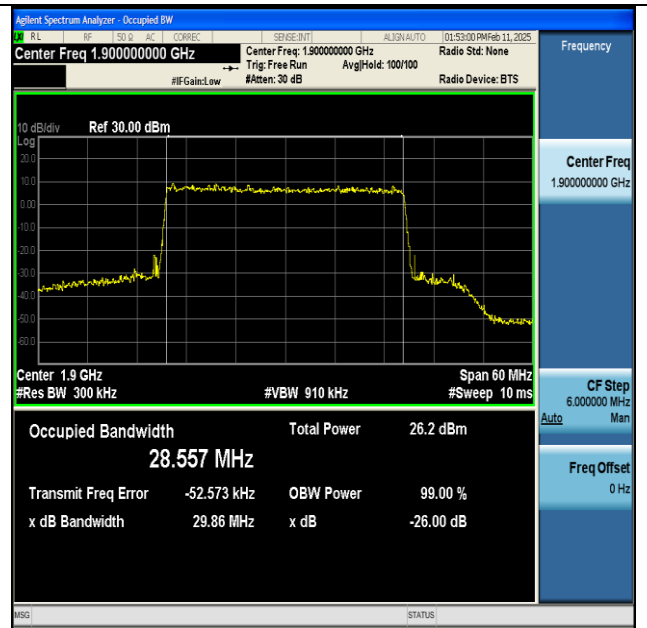 Agilent Spectrum Analyzer - Occupied BW
RL RF 50 Ω AC CORREC SENSE:INT ALIGN AUTO 01:53:00 PM Feb 11, 2025
Center Freq 1.900000000 GHz
Center Freq: 1.900000000 GHz
Radio Std: None
Trig: Free Run Avg|Hold: 100/100
#IFGain:Low
#Atten: 30 dB
Radio Device: BTS
Frequency
10 dB/div Ref 30.00 dBm
Log
20.0
10.0
0.00
-10.0
-20.0
-30.0
-40.0
-50.0
-60.0
Center Freq
1.900000000 GHz
Center 1.9 GHz
Span 60 MHz
#Res BW 300 kHz
#VBW 910 kHz
#Sweep 10 ms
CF Step
6.000000 MHz
Auto Man
Occupied Bandwidth
28.557 MHz
Total Power 26.2 dBm
Transmit Freq Error -52.573 kHz
OBW Power 99.00 %
x dB Bandwidth 29.86 MHz
x dB -26.00 dB
Freq Offset
0 Hz
MSG
STATUS